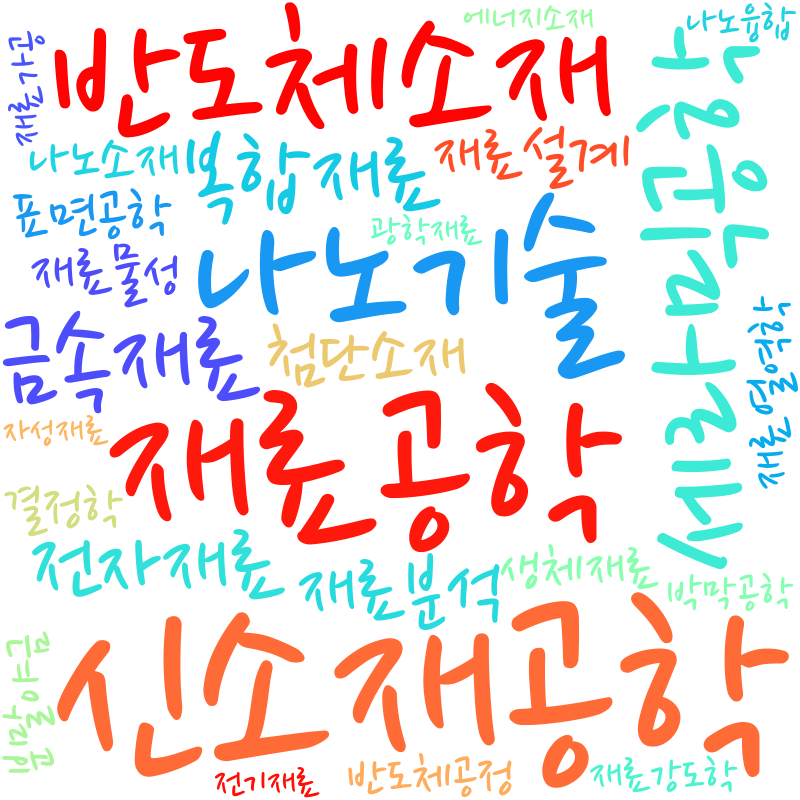 에너지소재
나노융합
반도체소재
재료가공
세라믹공학
나노소재
복합재료
재료설계
표면공학
광학재료
재료물성
나노기술
금속재료
첨단소재
재료열역학
자성재료
재료공학
결정학
전자재료
재료분석
생체재료
박막공학
신소재공학
전기재료
반도체공정
재료강도학